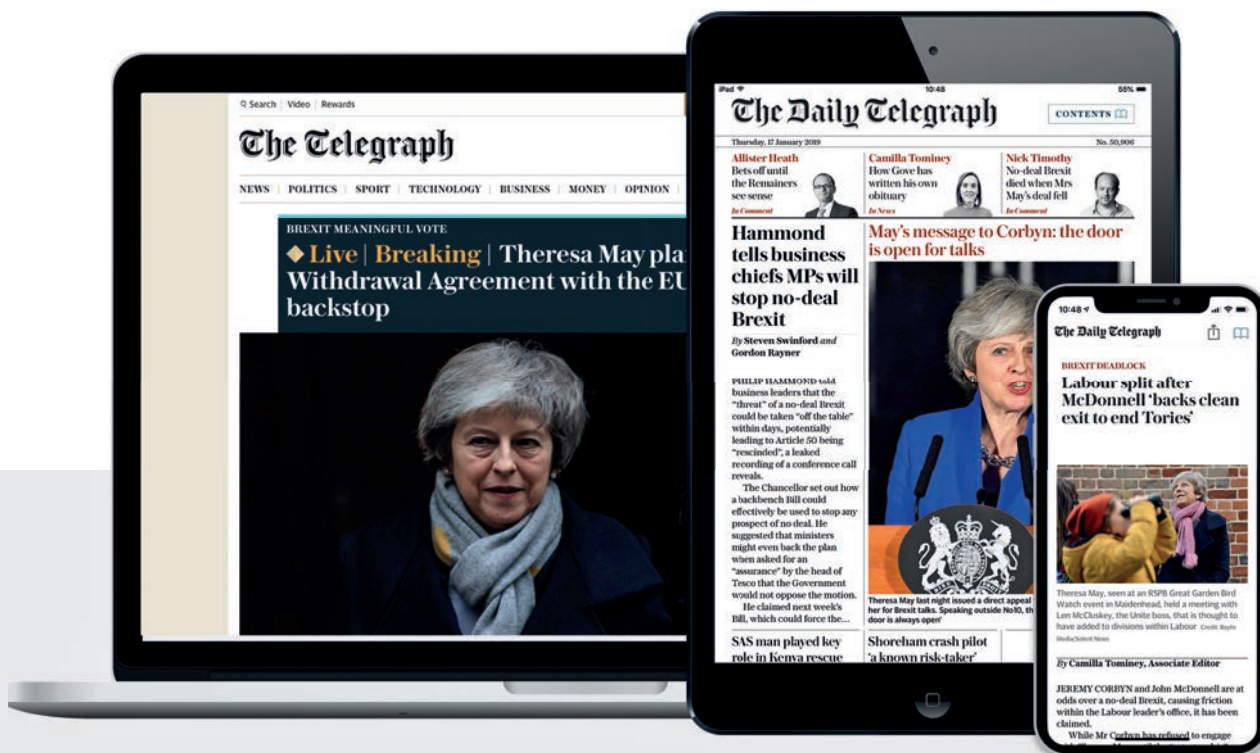 Search | Video | Rewards
The Telegraph
NEWS | POLITICS | SPORT | TECHNOLOGY | BUSINESS | MONEY | OPINION |
BREXIT MEANINGFUL VOTE
Live | Breaking | Theresa May pla
Withdrawal Agreement with the EU
backstop
iPad
10:48
55%
The Daily Telegraph
CONTENTS
Thursday, 17 January 2019
No. 50,906
Allister Heath
Bets off until
the Remainers
see sense
In Comment
Camilla Tominey
How Gove has
written his own
obituary
In News
Nick Timothy
No-deal Brexit
died when Mrs
May's deal fell
In Comment
Hammond
tells business
chiefs MPs will
stop no-deal
Brexit
By Steven Swinford and
Gordon Rayner
PHILIP HAMMOND told
business leaders that the
“threat” of a no-deal Brexit
could be taken “off the table”
within days, potentially
leading to Article 50 being
“rescinded”, a leaked
recording of a conference call
reveals.
The Chancellor set out how
a backbench Bill could
effectively be used to stop any
prospect of no deal. He
suggested that ministers
might even back the plan
when asked for an
“assurance” by the head of
Tesco that the Government
would not oppose the motion.
He claimed next week's
Bill, which could force the...
SAS man played key
role in Kenya rescue
May's message to Corbyn: the door
is open for talks
Theresa May last night issued a direct appeal
her for Brexit talks. Speaking outside No10, th
door is always open'
Shoreham crash pilot
'a known risk-taker'
10:48
The Daily Telegraph
BREXIT DEADLOCK
Labour split after
McDonnell 'backs clean
exit to end Tories'
Theresa May, seen at an RSPB Great Garden Bird
Watch event in Maidenhead, held a meeting with
Len McCluskey, the Unite boss, that is thought to
have added to divisions within Labour Credit:
Media/Solent News
By Camilla Tominey, Associate Editor
JEREMY CORBYN and John McDonnell are at
odds over a no-deal Brexit, causing friction
within the Labour leader's office, it has been
claimed.
While Mr Corbyn has refused to engage